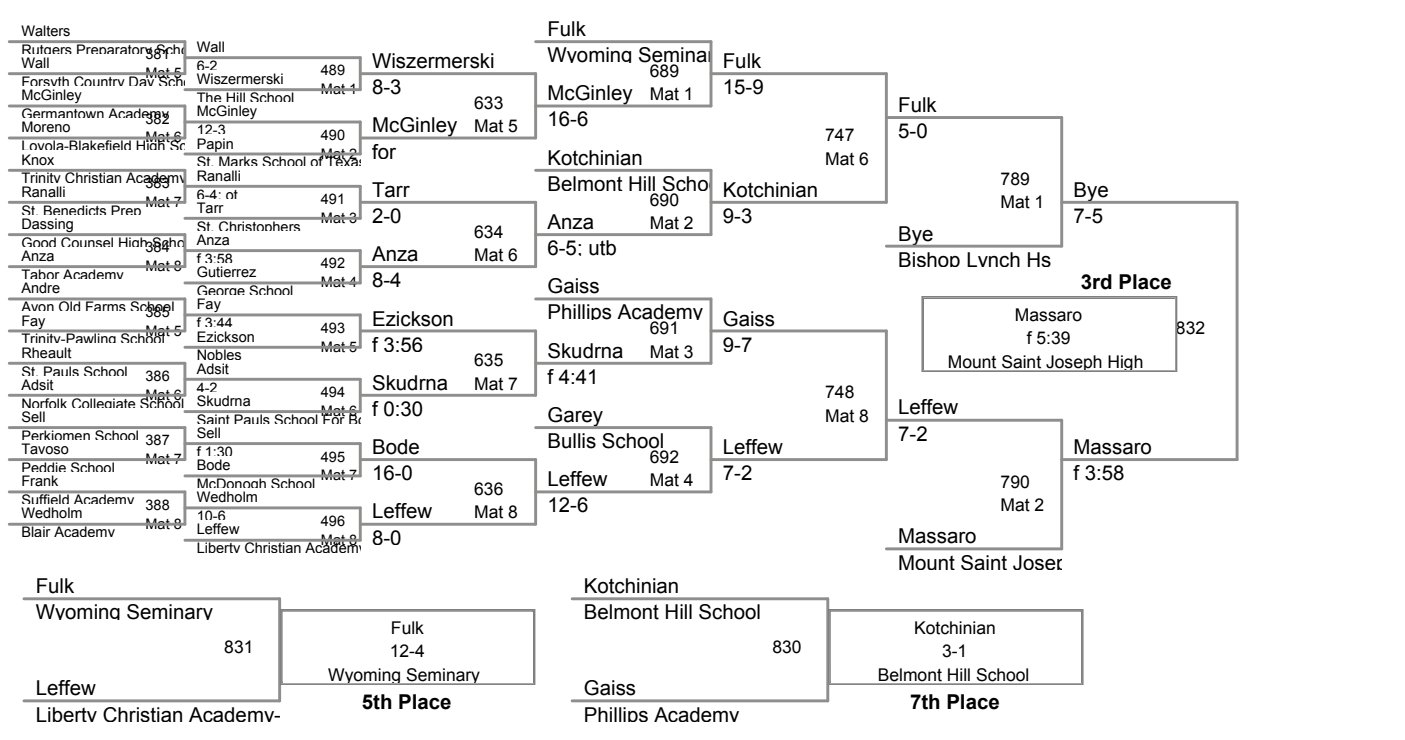 Walters
Rutgers Preparatory Scho
381
Wall
Mat 5
Forsyth Country Day Scho
McGinley
Germantown Academy
382
Moreno
Mat 6
Loyola-Blakefield High Sc
Knox
Trinity Christian Academy
383
Ranalli
Mat 7
St. Benedicts Prep
Dassing
Good Counsel High Scho
384
Anza
Mat 8
Tabor Academy
Andre
Avon Old Farms School
385
Fay
Mat 5
Trinity-Pawling School
Rheault
St. Pauls School
386
Adsit
Mat 6
Norfolk Collegiate School
Sell
Perkiomen School
387
Tavoso
Mat 7
Peddie School
Frank
Suffield Academy
388
Wedholm
Mat 8
Blair Academy
Wall
6-2
489
Wiszermerski
Mat 1
The Hill School
McGinley
12-3
490
Papin
Mat 2
St. Marks School of Texas
Ranalli
6-4; ot
491
Tarr
Mat 3
St. Christophers
Anza
f 3:58
492
Gutierrez
Mat 4
George School
Fay
f 3:44
493
Ezickson
Mat 5
Nobles
Adsit
4-2
494
Skudrna
Mat 6
Saint Pauls School For Bo
Sell
f 1:30
495
Bode
Mat 7
McDonogh School
Wedholm
10-6
496
Leffew
Mat 8
Liberty Christian Academy
Wiszermerski
8-3
633
McGinley
Mat 5
for
Tarr
2-0
634
Anza
Mat 6
8-4
Ezickson
f 3:56
635
Skudrna
Mat 7
f 0:30
Bode
16-0
636
Leffew
Mat 8
8-0
Fulk
Wyoming Seminar
689
McGinley
Mat 1
16-6
Kotchinian
Belmont Hill Schoo
690
Anza
Mat 2
6-5; utb
Gaiss
Phillips Academy
691
Skudrna
Mat 3
f 4:41
Garey
Bullis School
692
Leffew
Mat 4
12-6
Fulk
15-9
747
Mat 6
Kotchinian
9-3
Gaiss
9-7
748
Mat 8
Leffew
7-2
Fulk
5-0
789
Mat 1
Bye
Bishop Lynch Hs
Leffew
7-2
790
Mat 2
Massaro
Mount Saint Josep
Bye
7-5
3rd Place
Massaro
832
f 5:39
Mount Saint Joseph High
Massaro
f 3:58
Fulk
Wyoming Seminary
831
Leffew
Liberty Christian Academy-
Fulk
12-4
Wyoming Seminary
5th Place
Kotchinian
Belmont Hill School
830
Gaiss
Phillips Academy
Kotchinian
3-1
Belmont Hill School
7th Place